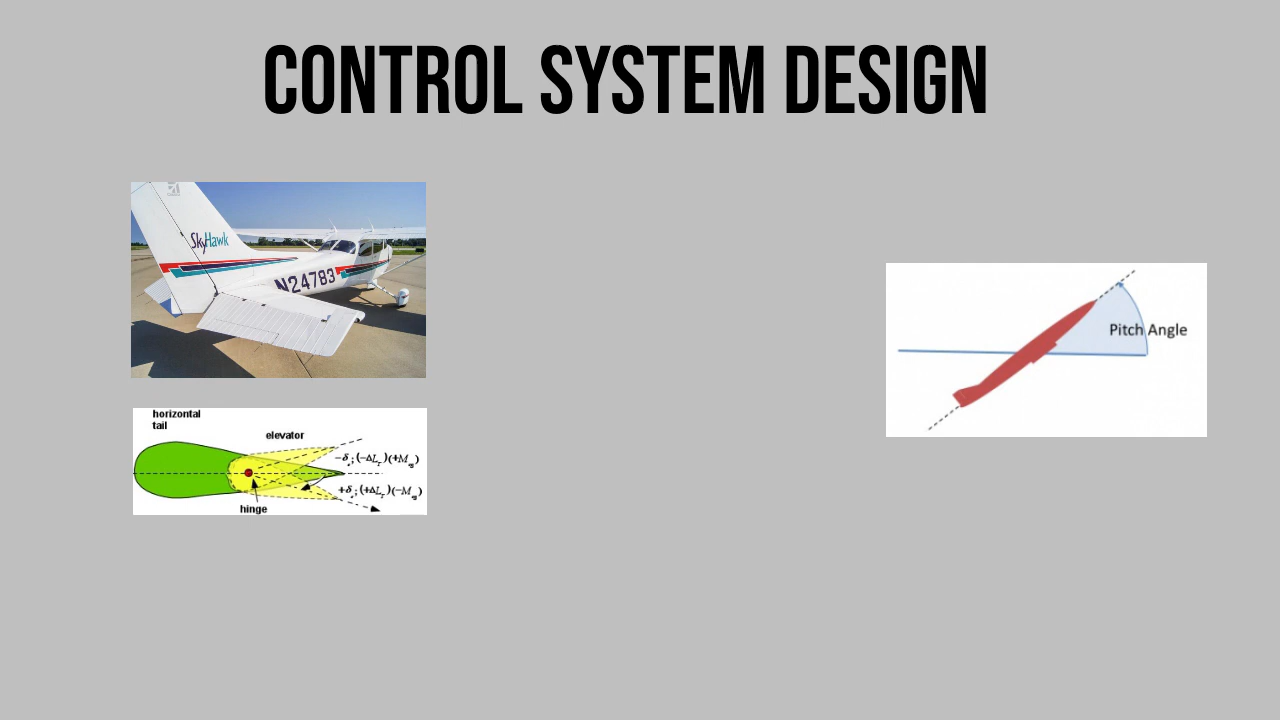 CONTROL SYSTEM DESIGN
SkyHawk
N24783
horizontal
tail
elevator
hinge
Pitch Angle